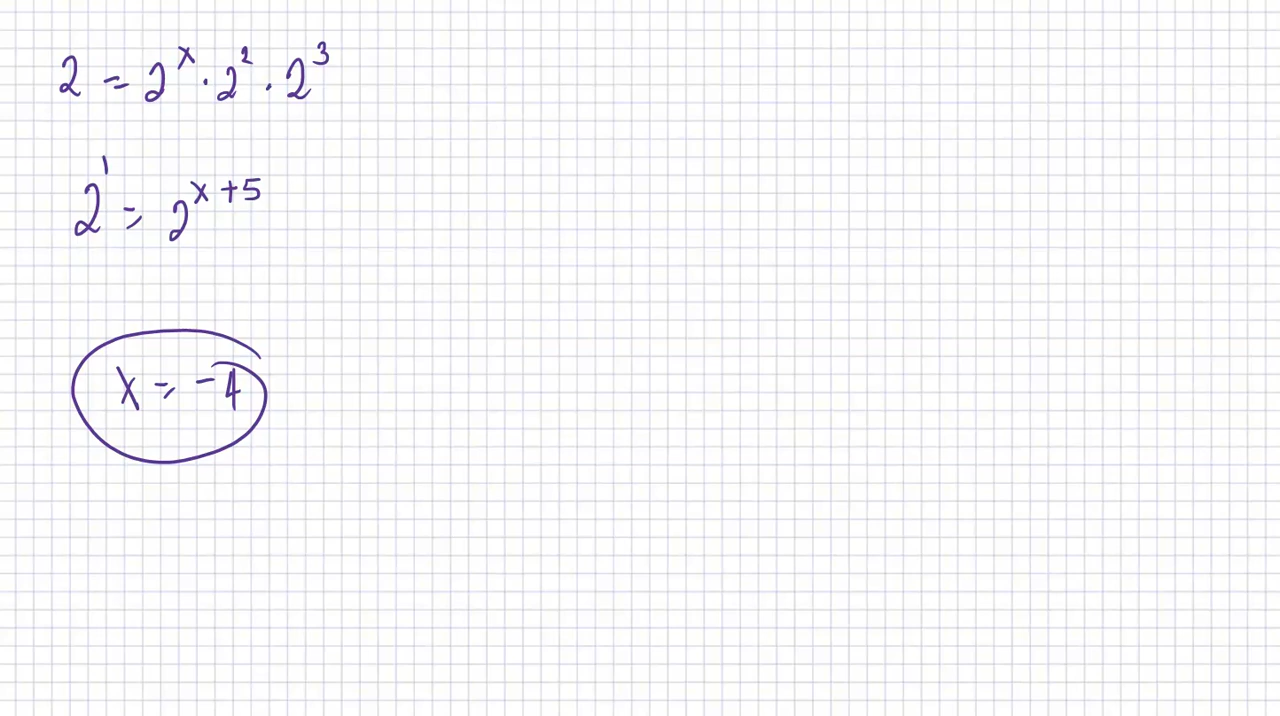 2 = 2^x · 2^2 · 2^3
2^1 = 2^{x+5}
x = -4